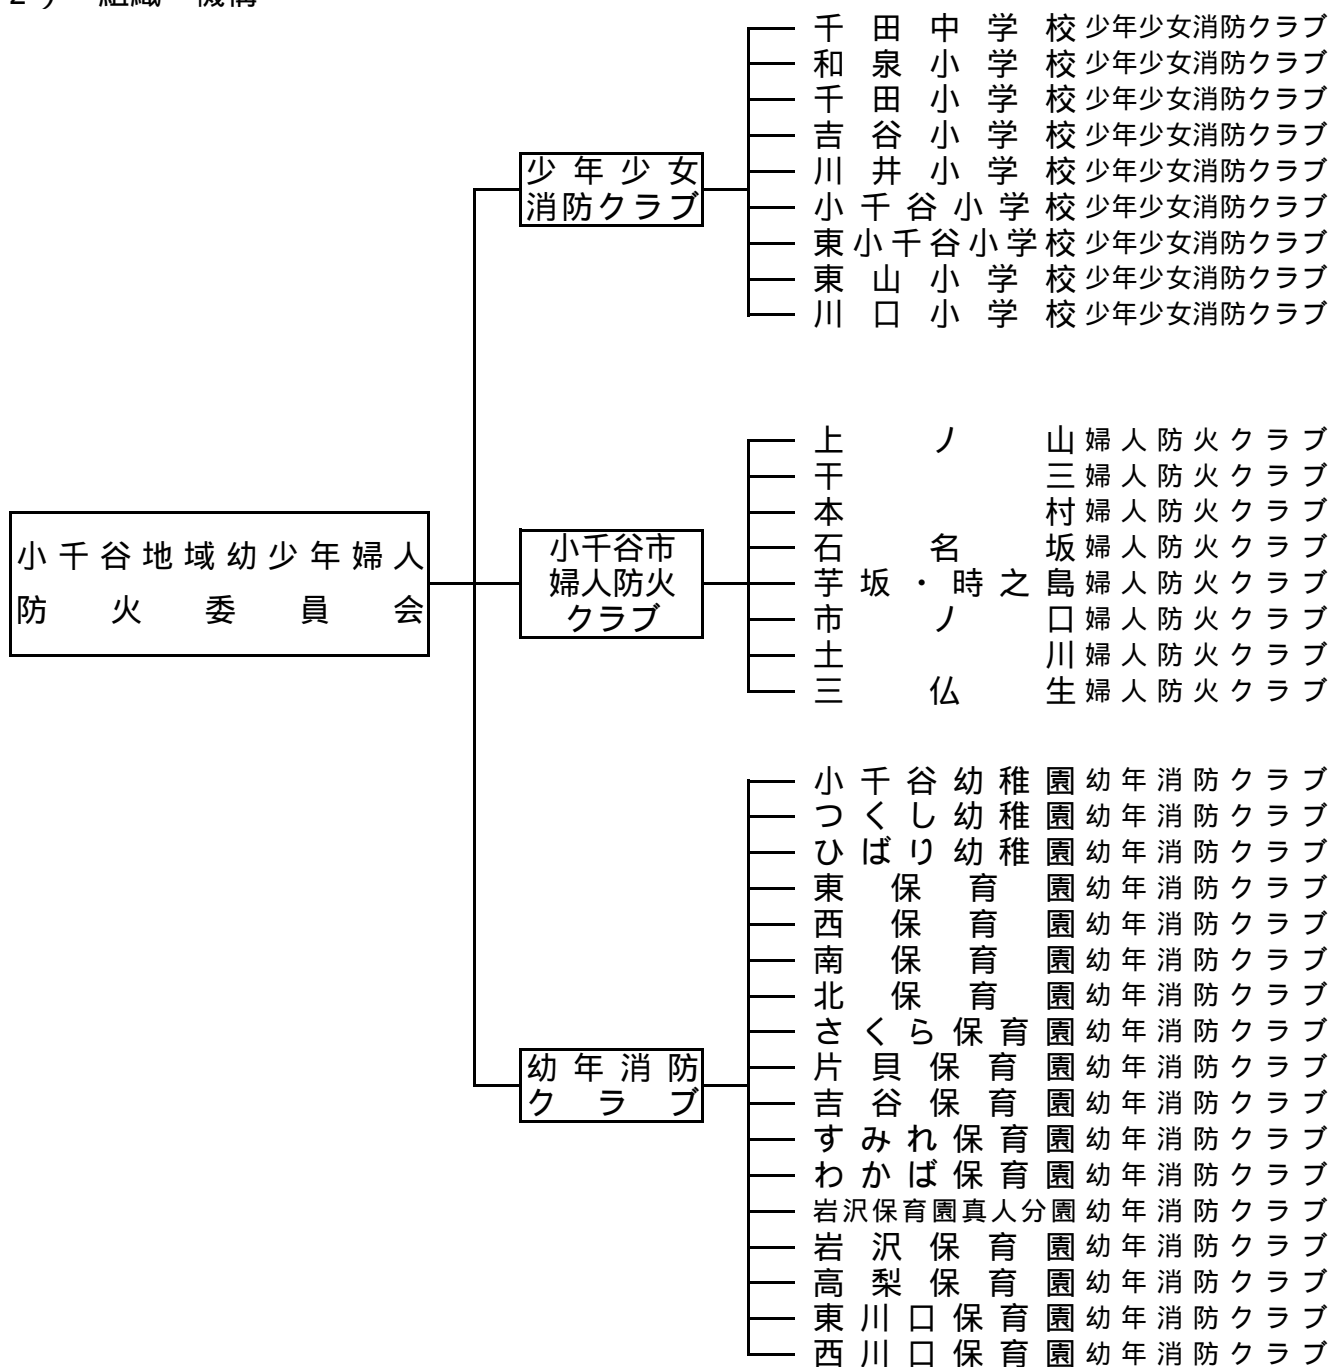 2) 組織・機構
千田中学校少年少女消防クラブ
和泉小学校少年少女消防クラブ
千田小学校少年少女消防クラブ
吉谷小学校少年少女消防クラブ
川井小学校少年少女消防クラブ
小千谷小学校少年少女消防クラブ
東小千谷小学校少年少女消防クラブ
東山小学校少年少女消防クラブ
川口小学校少年少女消防クラブ
少年少女
消防クラブ
上ノ山婦人防火クラブ
干三婦人防火クラブ
本村婦人防火クラブ
石名坂婦人防火クラブ
芋坂・時之島婦人防火クラブ
市ノ口婦人防火クラブ
土川婦人防火クラブ
三仏生婦人防火クラブ
小千谷地域幼少年婦人
防火委員会
小千谷市
婦人防火
クラブ
小千谷幼稚園幼年消防クラブ
つくし幼稚園幼年消防クラブ
ひばり幼稚園幼年消防クラブ
東保育園幼年消防クラブ
西保育園幼年消防クラブ
南保育園幼年消防クラブ
北保育園幼年消防クラブ
さくら保育園幼年消防クラブ
片貝保育園幼年消防クラブ
吉谷保育園幼年消防クラブ
すみれ保育園幼年消防クラブ
わかば保育園幼年消防クラブ
岩沢保育園真人分園幼年消防クラブ
岩沢保育園幼年消防クラブ
高梨保育園幼年消防クラブ
東川口保育園幼年消防クラブ
西川口保育園幼年消防クラブ
幼年消防
クラブ